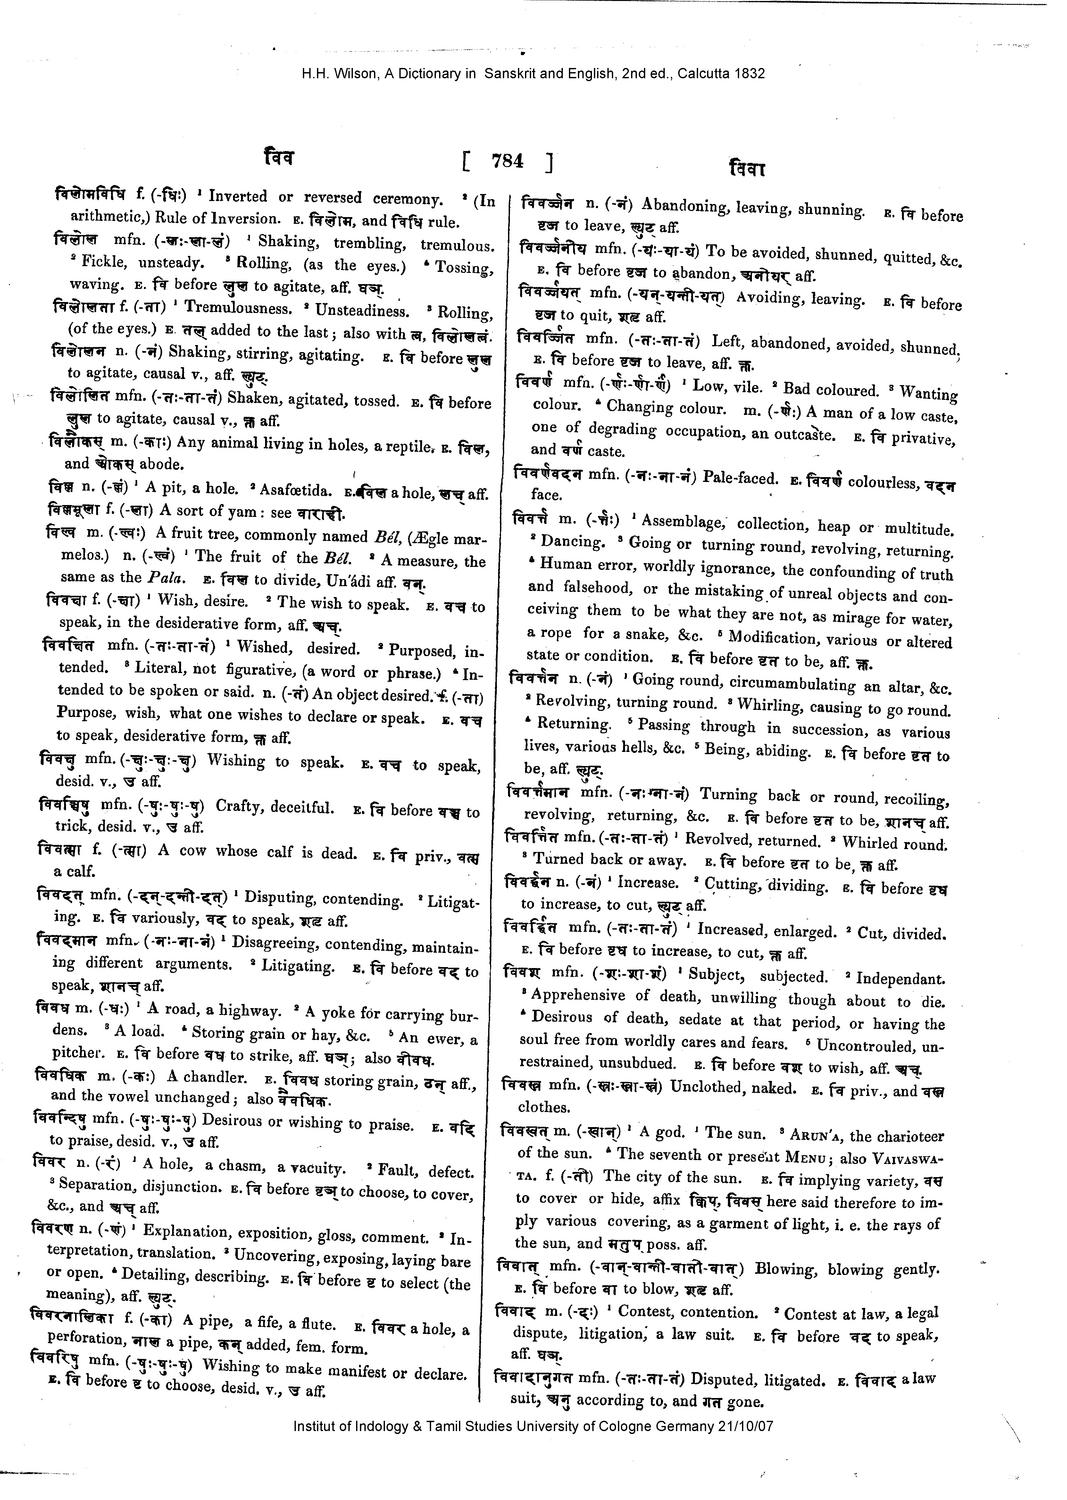 H.H. Wilson, A Dictionary in Sanskrit and English, 2nd ed., Calcutta 1832
विव [ 784 ] विवा
विलोमविधि f. (-धिः) ¹ Inverted or reversed ceremony. ² (In
arithmetic,) Rule of Inversion. E. विलोम, and विधि rule.
विलोल mfn. (-लः-ला-लं) ¹ Shaking, trembling, tremulous.
² Fickle, unsteady. ³ Rolling, (as the eyes.) ⁴ Tossing,
waving. E. वि before लुल to agitate, aff. घञ्.
विलोलता f. (-ता) ¹ Tremulousness. ² Unsteadiness. ³ Rolling,
(of the eyes.) E. तल् added to the last; also with त्व, विलोलत्वं.
विलोलन n. (-नं) Shaking, stirring, agitating. E. वि before लुल
to agitate, causal v., aff. ल्युट्.
विलोलित mfn. (-तः-ता-तं) Shaken, agitated, tossed. E. वि before
लुल to agitate, causal v., क्त aff.
विलौकस् m. (-काः) Any animal living in holes, a reptile, E. विल,
and ओकस् abode.
विल्ल n. (-ल्लं) ¹ A pit, a hole. ² Asafœtida. E. विल a hole, लच् aff.
विल्लमूला f. (-ला) A sort of yam: see वाराही.
विल्व m. (-ल्वः) A fruit tree, commonly named Bél, (Ægle mar-
melos.) n. (-ल्वं) ¹ The fruit of the Bél. ² A measure, the
same as the Pala. E. विल to divide, Un'ádi aff. वन्.
विवक्षा f. (-क्षा) ¹ Wish, desire. ² The wish to speak. E. वच to
speak, in the desiderative form, aff. अच्.
विवक्षित mfn. (-तः-ता-तं) ¹ Wished, desired. ² Purposed, in-
tended. ³ Literal, not figurative, (a word or phrase.) ⁴ In-
tended to be spoken or said. n. (-तं) An object desired. f. (-ता)
Purpose, wish, what one wishes to declare or speak. E. वच
to speak, desiderative form, क्त aff.
विवक्षु mfn. (-क्षुः-क्षुः-क्षु) Wishing to speak. E. वच to speak,
desid. v., उ aff.
विवञ्चिषु mfn. (-षुः-षुः-षु) Crafty, deceitful. E. वि before वञ्च to
trick, desid. v., उ aff.
विवत्सा f. (-त्सा) A cow whose calf is dead. E. वि priv., वत्स
a calf.
विवदत् mfn. (-दन्-दन्ती-दत्) ¹ Disputing, contending. ² Litigat-
ing. E. वि variously, वद to speak, शतृ aff.
विवदमान mfn. (-नः-ना-नं) ¹ Disagreeing, contending, maintain-
ing different arguments. ² Litigating. E. वि before वद् to
speak, शानच् aff.
विवध m. (-धः) ¹ A road, a highway. ² A yoke for carrying bur-
dens. ³ A load. ⁴ Storing grain or hay, &c. ⁵ An ewer, a
pitcher. E. वि before वध to strike, aff. घञ्; also वीवध.
विवधिक m. (-कः) A chandler. E. विवध storing grain, ठन् aff.,
and the vowel unchanged; also वैवधिक.
विवन्दिषु mfn. (-षुः-षुः-षु) Desirous or wishing to praise. E. वदि
to praise, desid. v., उ aff.
विवर n. (-रं) ¹ A hole, a chasm, a vacuity. ² Fault, defect.
³ Separation, disjunction. E. वि before वृञ् to choose, to cover,
&c., and अच् aff.
विवरण n. (-णं) ¹ Explanation, exposition, gloss, comment. ² In-
terpretation, translation. ³ Uncovering, exposing, laying bare
or open. ⁴ Detailing, describing. E. वि before वृ to select (the
meaning), aff. ल्युट्.
विवरनालिका f. (-का) A pipe, a fife, a flute. E. विवर a hole, a
perforation, नाल a pipe, कन् added, fem. form.
विवरिषु mfn. (-षुः-षुः-षु) Wishing to make manifest or declare.
E. वि before वृ to choose, desid. v., उ aff.
विवर्ज्जन n. (-नं) Abandoning, leaving, shunning. E. वि before
वृज to leave, ल्युट् aff.
विवर्ज्जनीय mfn. (-यः-या-यं) To be avoided, shunned, quitted, &c.
E. वि before वृज to abandon, अनीयर् aff.
विवर्ज्जयत् mfn. (-यन्-यन्ती-यत्) Avoiding, leaving. E. वि before
वृज to quit, शतृ aff.
विवर्ज्जित mfn. (-तः-ता-तं) Left, abandoned, avoided, shunned,
E. वि before वृज to leave, aff. क्त.
विवर्ण mfn. (-र्णः-र्णा-र्णं) ¹ Low, vile. ² Bad coloured. ³ Wanting
colour. ⁴ Changing colour. m. (-र्णः) A man of a low caste,
one of degrading occupation, an outcaste. E. वि privative,
and वर्ण caste.
विवर्णवदन mfn. (-नः-ना-नं) Pale-faced. E. विवर्ण colourless, वदन
face.
विवर्त्त m. (-र्त्तः) ¹ Assemblage, collection, heap or multitude.
² Dancing. ³ Going or turning round, revolving, returning.
⁴ Human error, worldly ignorance, the confounding of truth
and falsehood, or the mistaking of unreal objects and con-
ceiving them to be what they are not, as mirage for water,
a rope for a snake, &c. ⁵ Modification, various or altered
state or condition. E. वि before वृत to be, aff. क्त.
विवर्त्तन n. (-नं) ¹ Going round, circumambulating an altar, &c.
² Revolving, turning round. ³ Whirling, causing to go round.
⁴ Returning. ⁵ Passing through in succession, as various
lives, various hells, &c. ⁵ Being, abiding. E. वि before वृत to
be, aff. ल्युट्.
विवर्त्तमान mfn. (-नः-ना-नं) Turning back or round, recoiling,
revolving, returning, &c. E. वि before वृत to be, शानच् aff.
विवर्त्तित mfn. (-तः-ता-तं) ¹ Revolved, returned. ² Whirled round.
³ Turned back or away. E. वि before वृत to be, क्त aff.
विवर्द्धन n. (-नं) ¹ Increase. ² Cutting, dividing. E. वि before वृध
to increase, to cut, ल्युट् aff.
विवर्द्धित mfn. (-तः-ता-तं) ¹ Increased, enlarged. ² Cut, divided.
E. वि before वृध to increase, to cut, क्त aff.
विवश mfn. (-शः-शा-शं) ¹ Subject, subjected. ² Independent.
³ Apprehensive of death, unwilling though about to die.
⁴ Desirous of death, sedate at that period, or having the
soul free from worldly cares and fears. ⁵ Uncontrouled, un-
restrained, unsubdued. E. वि before वश to wish, aff. अच्.
विवस्त्र mfn. (-स्त्रः-स्त्रा-स्त्रं) Unclothed, naked. E. वि priv., and वस्त्र
clothes.
विवस्वत् m. (-स्वान्) ¹ A god. ¹ The sun. ³ ARUN'A, the charioteer
of the sun. ⁴ The seventh or present MENU; also VAIVASWA-
TA. f. (-ती) The city of the sun. E. वि implying variety, वस
to cover or hide, affix क्विप्, विवस् here said therefore to im-
ply various covering, as a garment of light, i. e. the rays of
the sun, and मतुप् poss. aff.
विवात् mfn. (-वान्-वान्ती-वाती-वात्) Blowing, blowing gently.
E. वि before वा to blow, शतृ aff.
विवाद m. (-दः) ¹ Contest, contention. ² Contest at law, a legal
dispute, litigation, a law suit. E. वि before वद to speak,
aff. घञ्.
विवादानुगत mfn. (-तः-ता-तं) Disputed, litigated. E. विवाद a law
suit, अनु according to, and गत gone.
Institut of Indology & Tamil Studies University of Cologne Germany 21/10/07